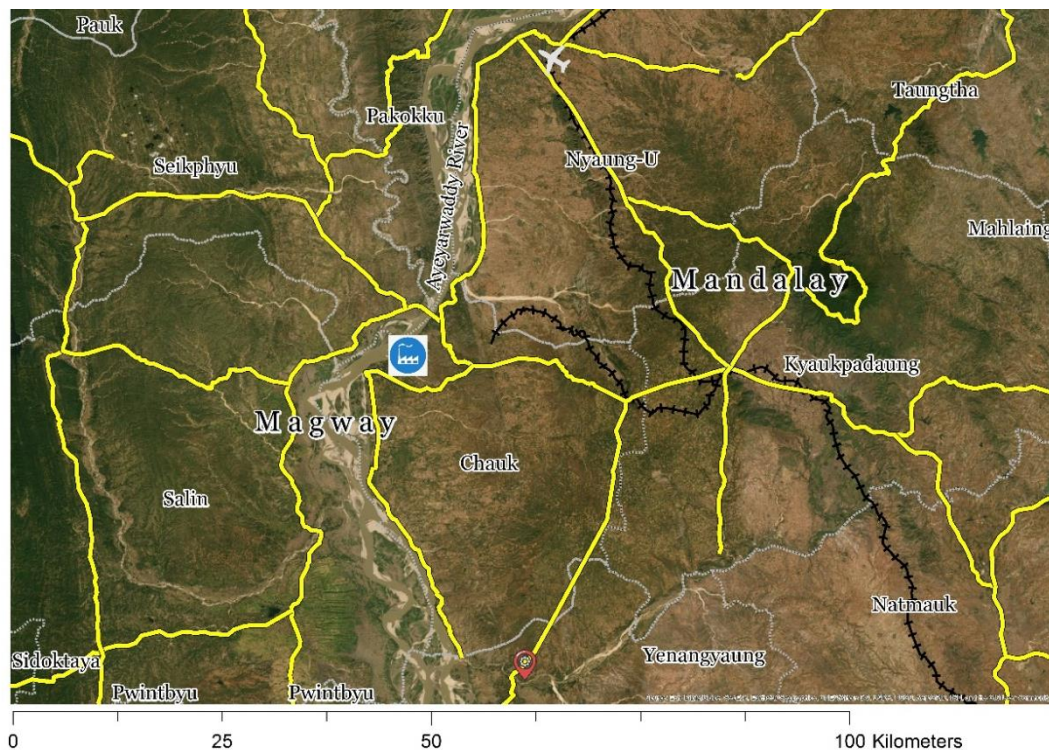 Pauk
Taungtha
Pakokku
Nyaung-U
Seikphyu
Ayeyarwaddy River
Mahlaing
Mandalay
Kyaukpadaung
Magway
Chauk
Salin
Natmauk
Sidoktaya
Yenangyaung
Pwintbyu
Pwintbyu
0 25 50 100 Kilometers